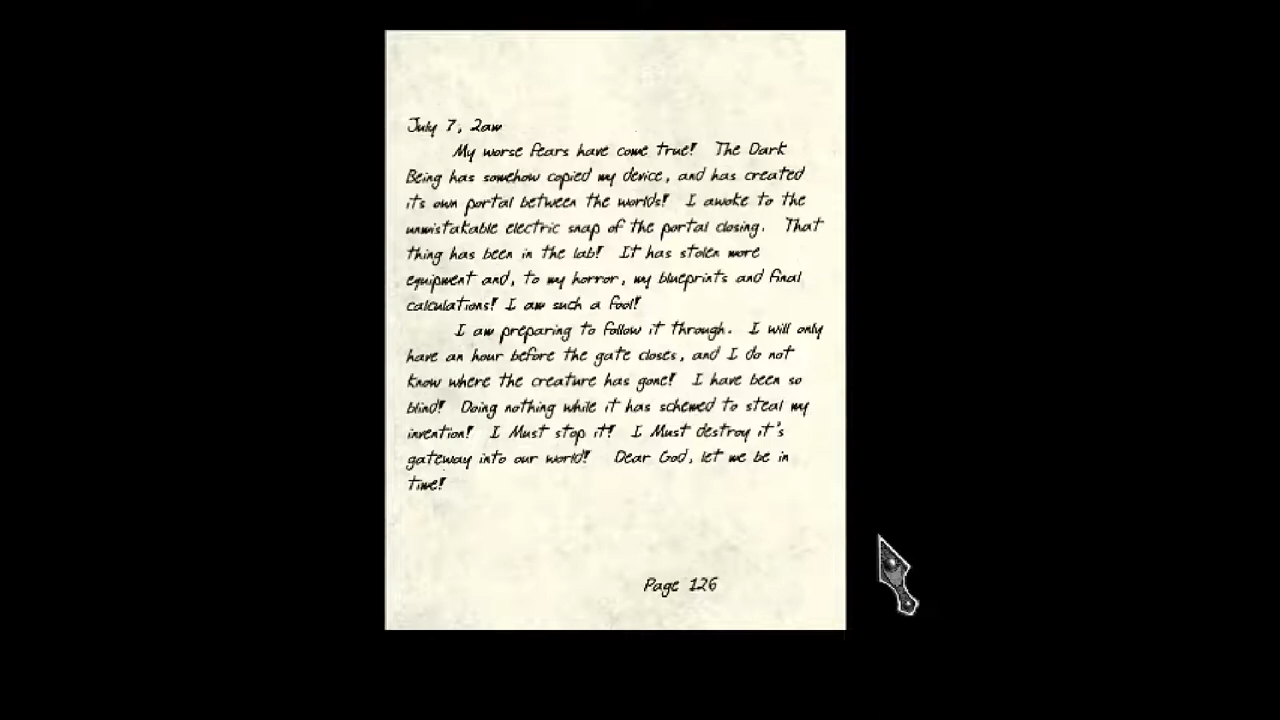 July 7, 2am
My worse fears have come true! The Dark
Being has somehow copied my device, and has created
its own portal between the worlds! I awoke to the
unmistakable electric snap of the portal closing. That
thing has been in the lab! It has stolen more
equipment and, to my horror, my blueprints and final
calculations! I am such a fool!
I am preparing to follow it through. I will only
have an hour before the gate closes, and I do not
know where the creature has gone! I have been so
blind! Doing nothing while it has schemed to steal my
invention! I Must stop it! I Must destroy it's
gateway into our world! Dear God, let me be in
time!
Page 126